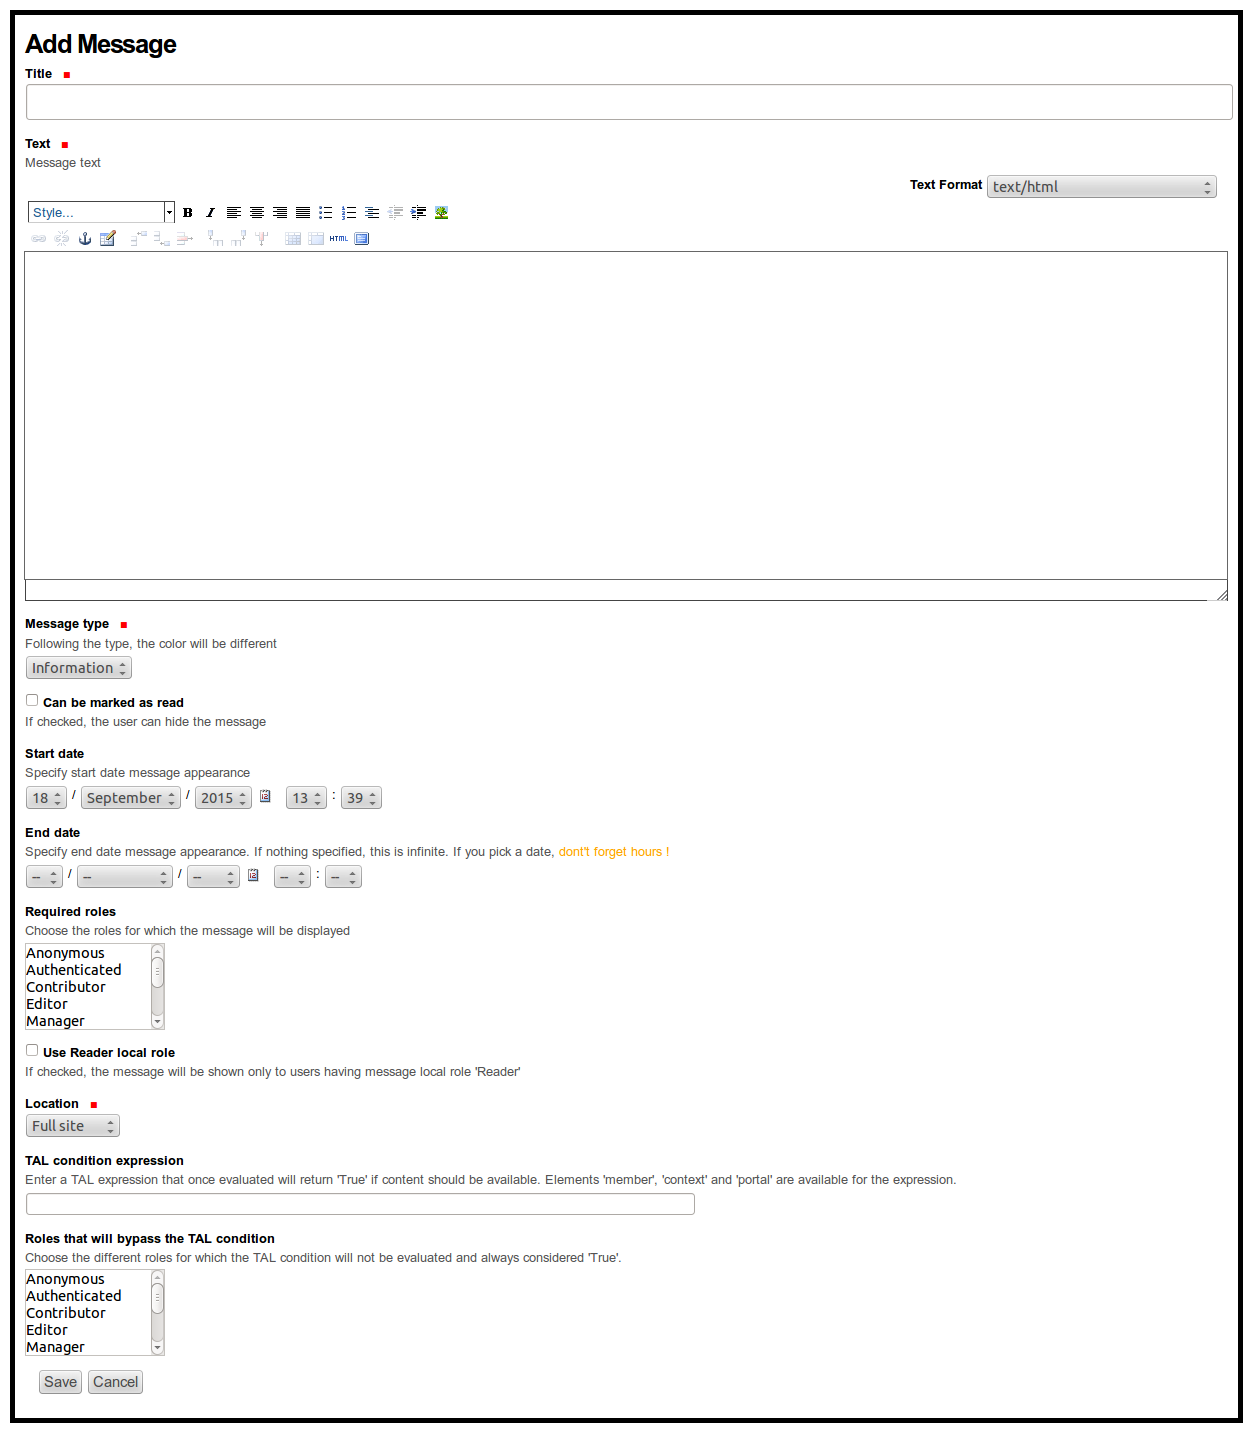 Add Message
Title
Text
Message text
Text Format text/html
Style... B I
HTML
Message type
Following the type, the color will be different
Information
Can be marked as read
If checked, the user can hide the message
Start date
Specify start date message appearance
18 / September / 2015 13 : 39
End date
Specify end date message appearance. If nothing specified, this is infinite. If you pick a date, dont't forget hours !
-- / -- / -- -- : --
Required roles
Choose the roles for which the message will be displayed
Anonymous
Authenticated
Contributor
Editor
Manager
Use Reader local role
If checked, the message will be shown only to users having message local role 'Reader'
Location
Full site
TAL condition expression
Enter a TAL expression that once evaluated will return 'True' if content should be available. Elements 'member', 'context' and 'portal' are available for the expression.
Roles that will bypass the TAL condition
Choose the different roles for which the TAL condition will not be evaluated and always considered 'True'.
Anonymous
Authenticated
Contributor
Editor
Manager
Save Cancel